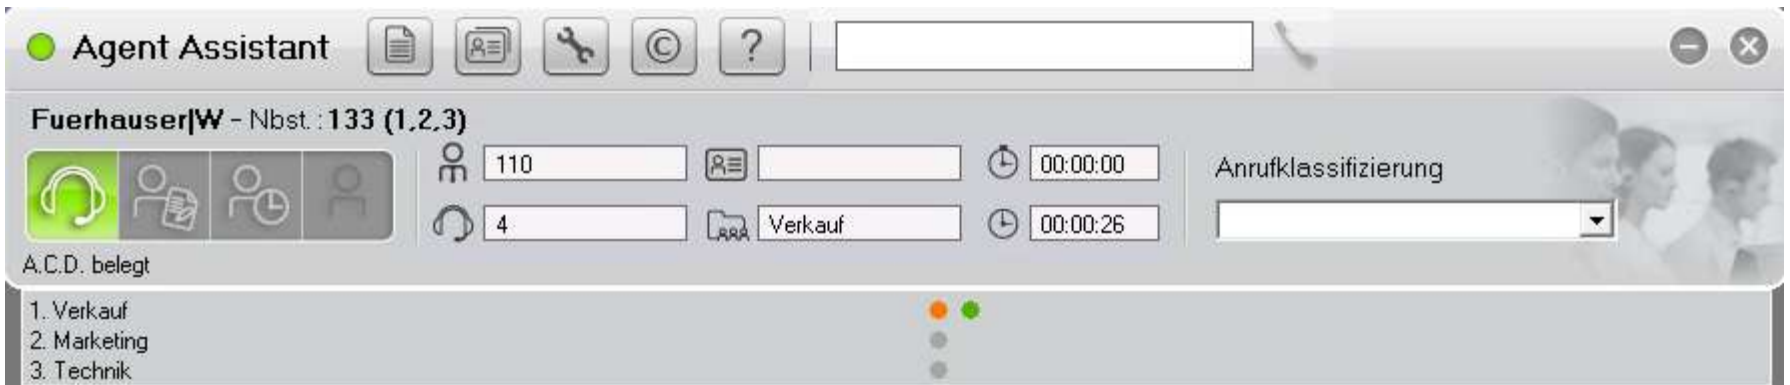 Agent Assistant © ?
Fuerhauser|W - Nbst.: 133 (1,2,3)
110 00:00:00 Anrufklassifizierung
4 Verkauf 00:00:26
A.C.D. belegt
1. Verkauf
2. Marketing
3. Technik